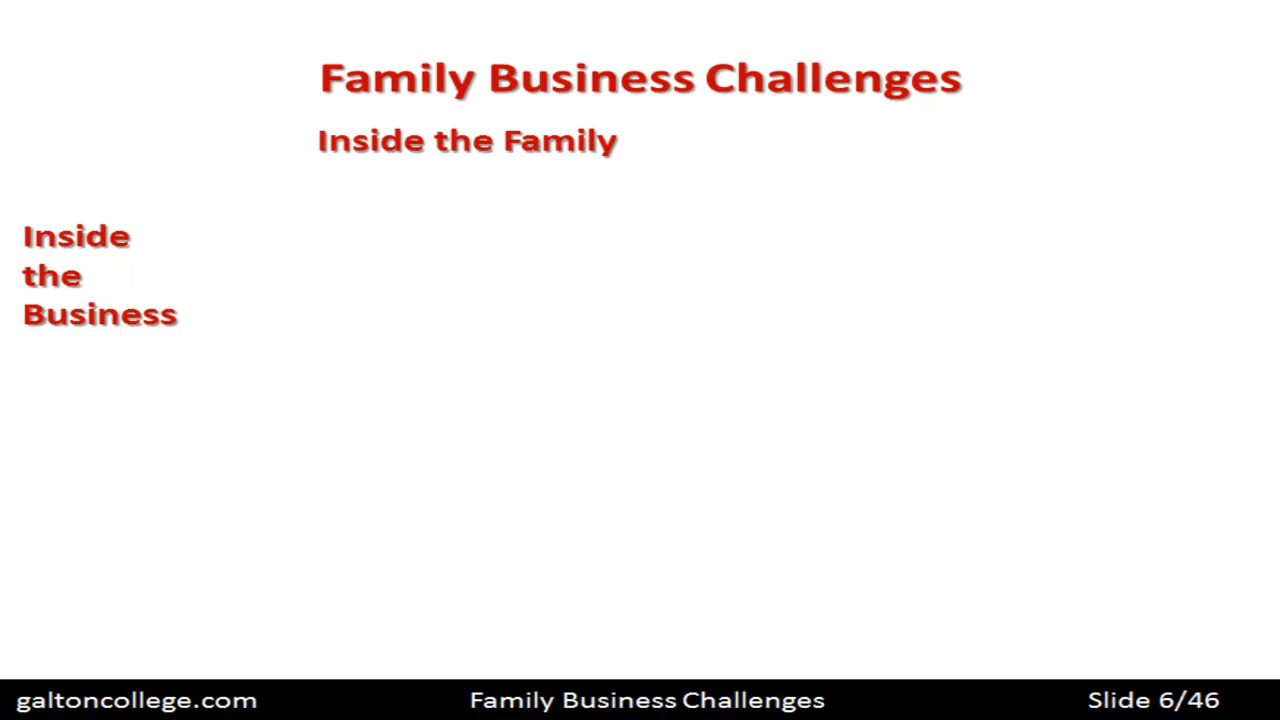 Family Business Challenges
Inside the Family
Inside
the
Business
galtoncollege.com Family Business Challenges Slide 6/46